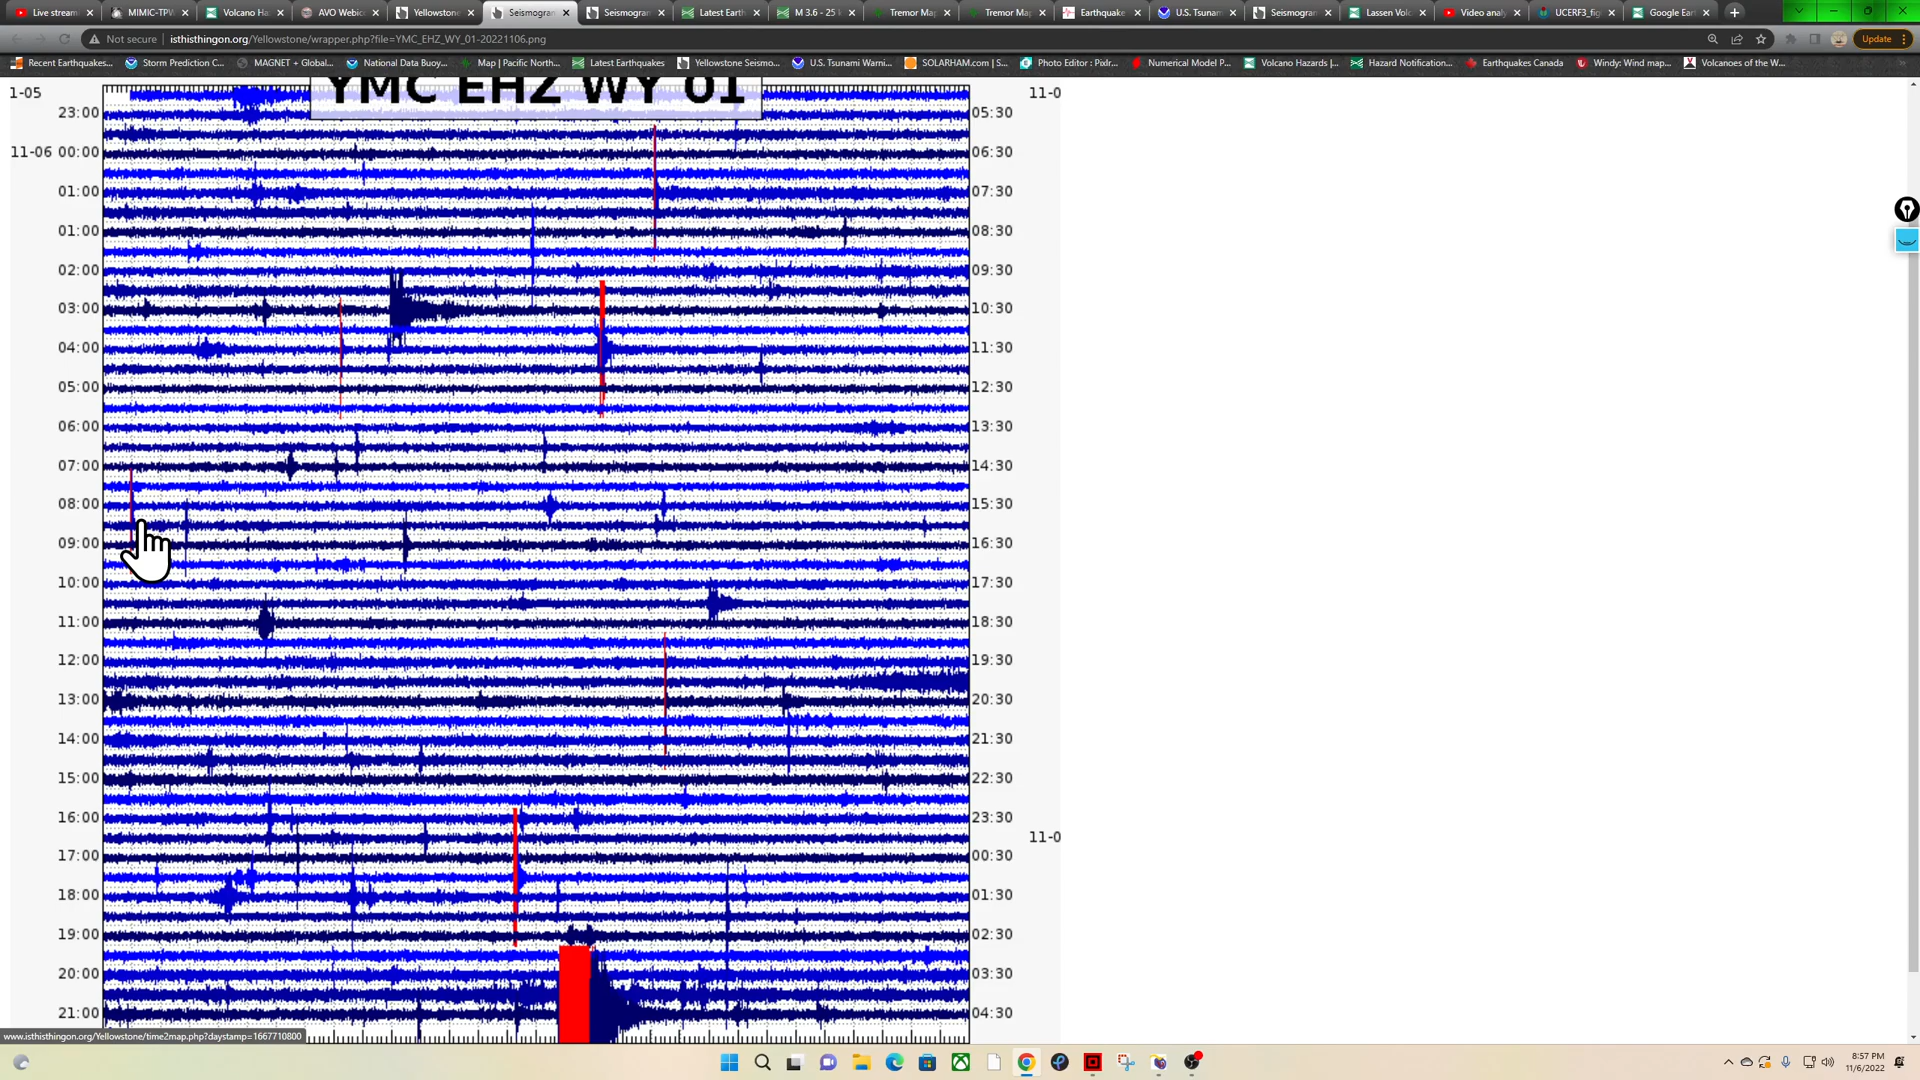 Live stream
MIMIC-TPW
Volcano Ha
AVO Webic
Yellowstone
Seismogra
Seismogra
Latest Earth
M 3.6 - 25 k
Tremor Ma
Tremor Ma
Earthquake
U.S. Tsunam
Seismogra
Lassen Volc
Video analy
UCERF3_fig
Google Ear
Not secure
isthisthingon.org/Yellowstone/wrapper.php?file=YMC_EHZ_WY_01-20221106.png
Update
Recent Earthquakes...
Storm Prediction C...
MAGNET + Global...
National Data Buoy...
Map | Pacific North...
Latest Earthquakes
Yellowstone Seismo...
U.S. Tsunami Warni...
SOLARHAM.com | S...
Photo Editor : Pixlr...
Numerical Model P...
Volcano Hazards |...
Hazard Notification...
Earthquakes Canada
Windy: Wind map...
Volcanoes of the W...
YMC EHZ WY 01
1-05
11-0
23:00
05:30
11-06 00:00
06:30
01:00
07:30
01:00
08:30
02:00
09:30
03:00
10:30
04:00
11:30
05:00
12:30
06:00
13:30
07:00
14:30
08:00
15:30
09:00
16:30
10:00
17:30
11:00
18:30
12:00
19:30
13:00
20:30
14:00
21:30
15:00
22:30
16:00
23:30
11-0
17:00
00:30
18:00
01:30
19:00
02:30
20:00
03:30
21:00
04:30
www.isthisthingon.org/Yellowstone/time2map.php?daystamp=1667710800
8:57 PM
11/6/2022